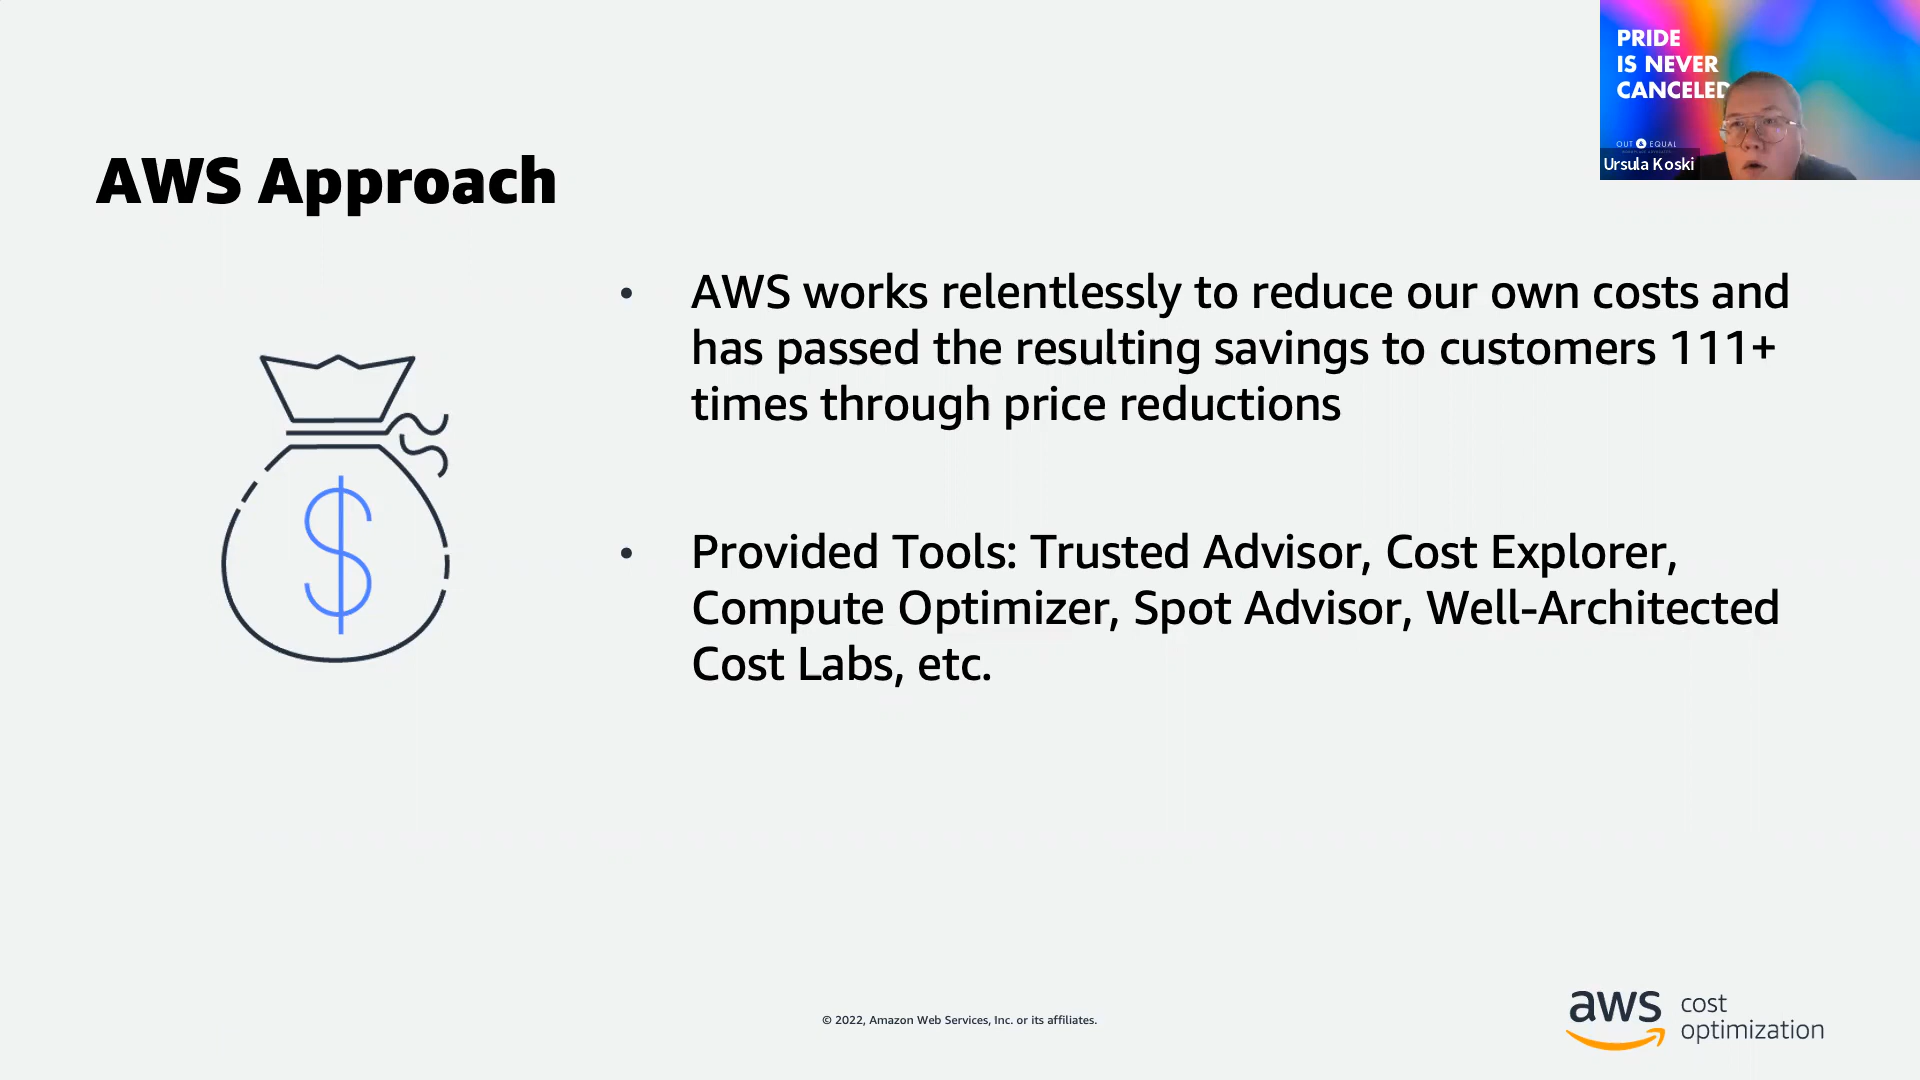 PRIDE
IS NEVER
CANCELED
OUT & EQUAL
Ursula Koski
AWS Approach
• AWS works relentlessly to reduce our own costs and
has passed the resulting savings to customers 111+
times through price reductions
• Provided Tools: Trusted Advisor, Cost Explorer,
Compute Optimizer, Spot Advisor, Well-Architected
Cost Labs, etc.
© 2022, Amazon Web Services, Inc. or its affiliates.
aws cost
optimization